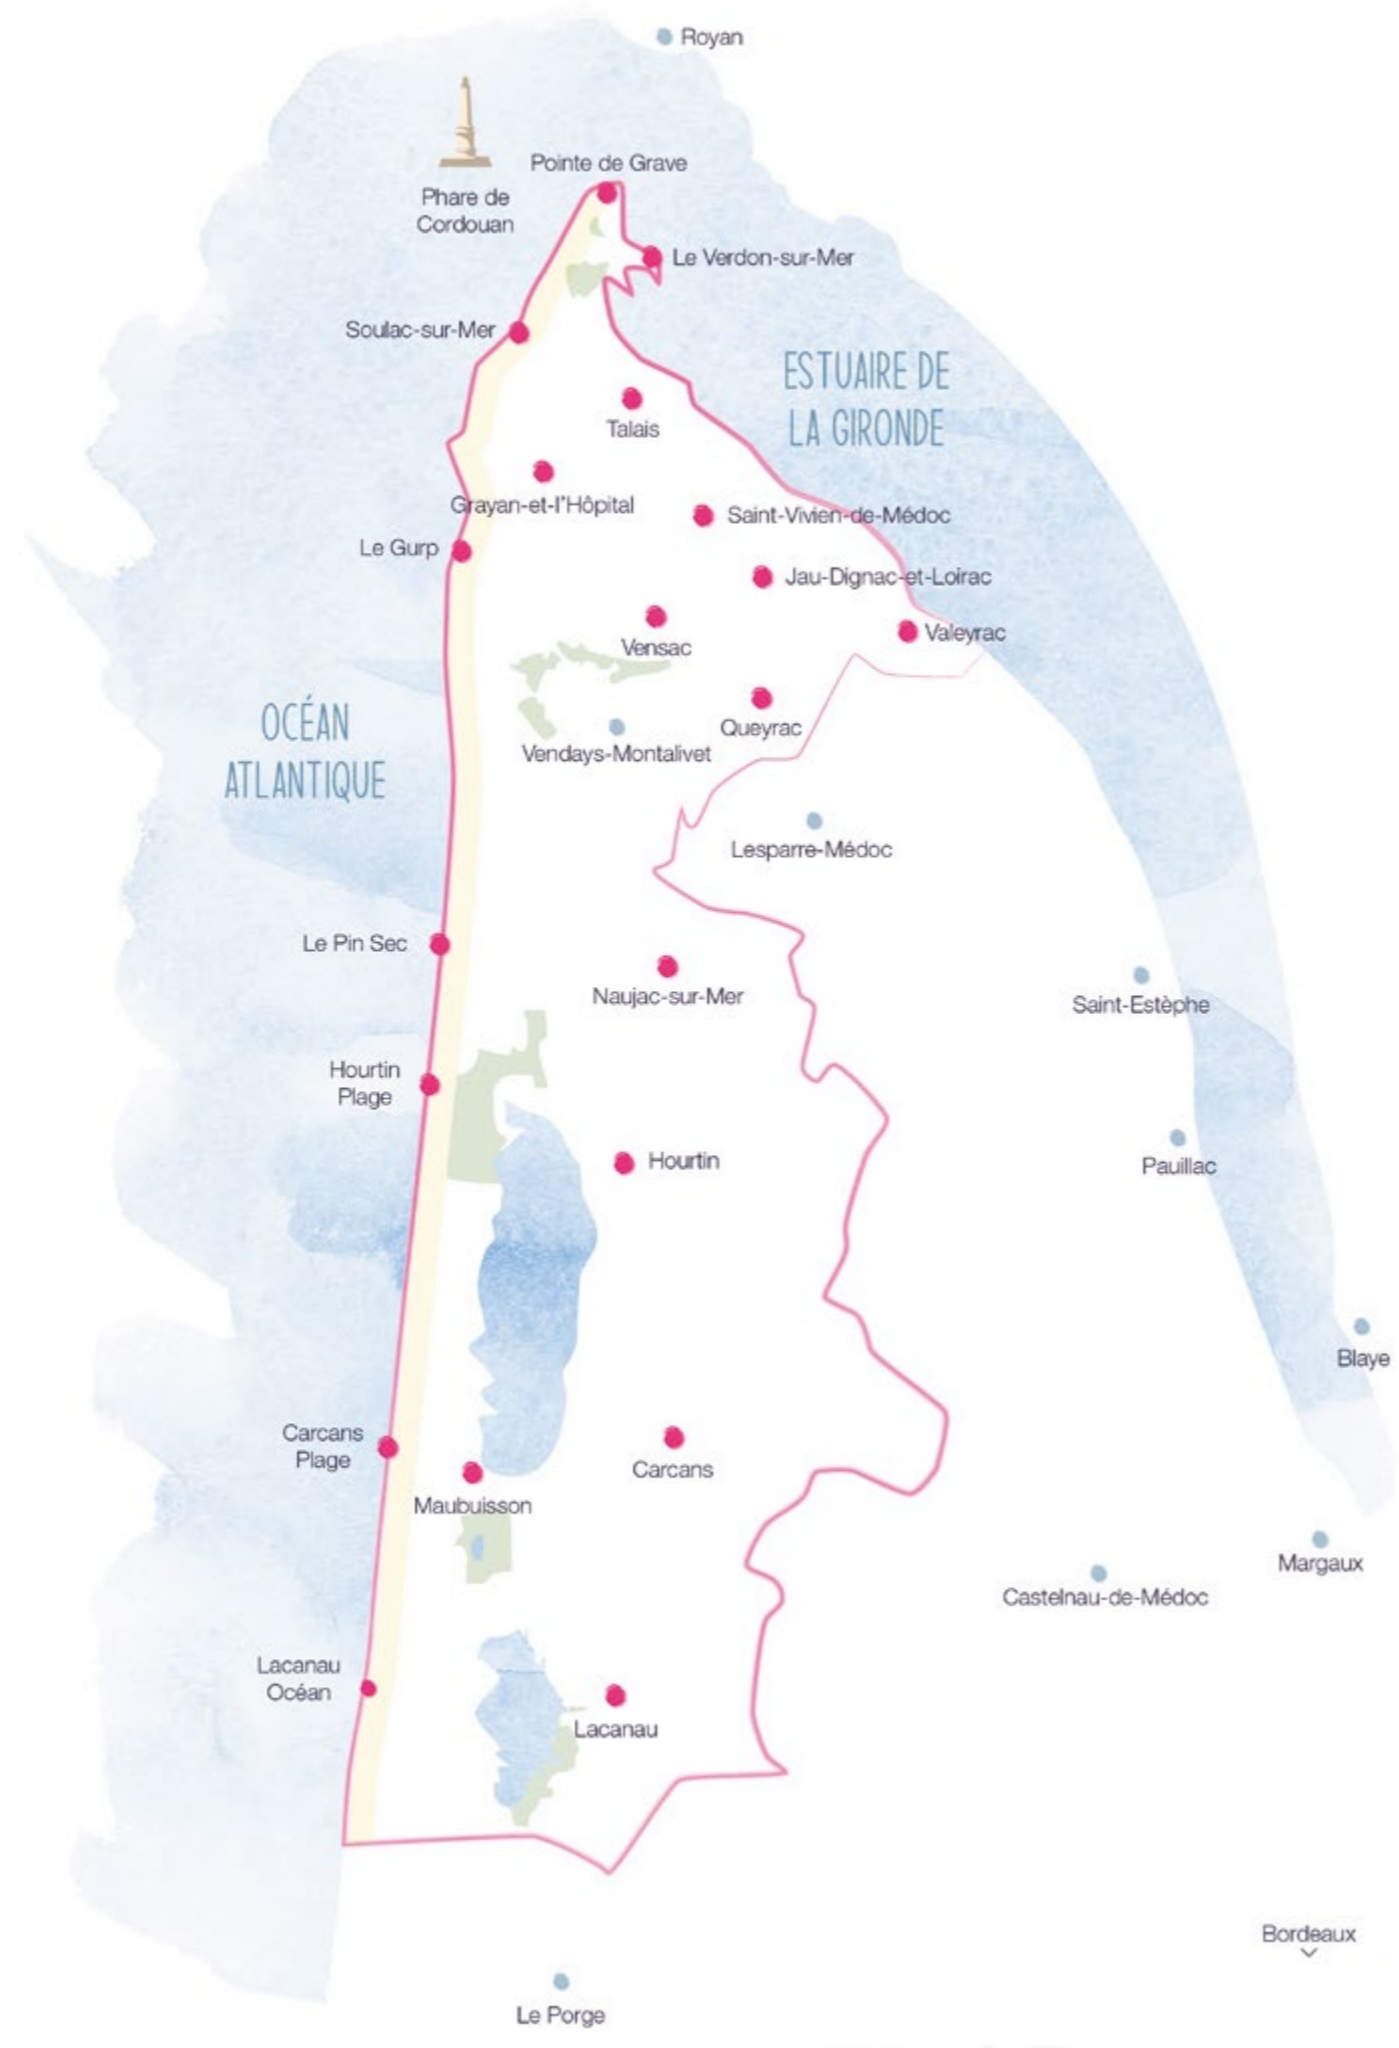 Royan
Pointe de Grave
Phare de
Cordouan
Le Verdon-sur-Mer
Soulac-sur-Mer
ESTUAIRE DE
LA GIRONDE
Talais
Grayan-et-l'Hôpital
Saint-Vivien-de-Médoc
Le Gurp
Jau-Dignac-et-Loirac
Valeyrac
Vensac
OCÉAN
ATLANTIQUE
Queyrac
Vendays-Montalivet
Lesparre-Médoc
Le Pin Sec
Naujac-sur-Mer
Saint-Estèphe
Hourtin
Plage
Hourtin
Pauillac
Blaye
Carcans
Plage
Carcans
Maubuisson
Margaux
Castelnau-de-Médoc
Lacanau
Océan
Lacanau
Bordeaux
Le Porge